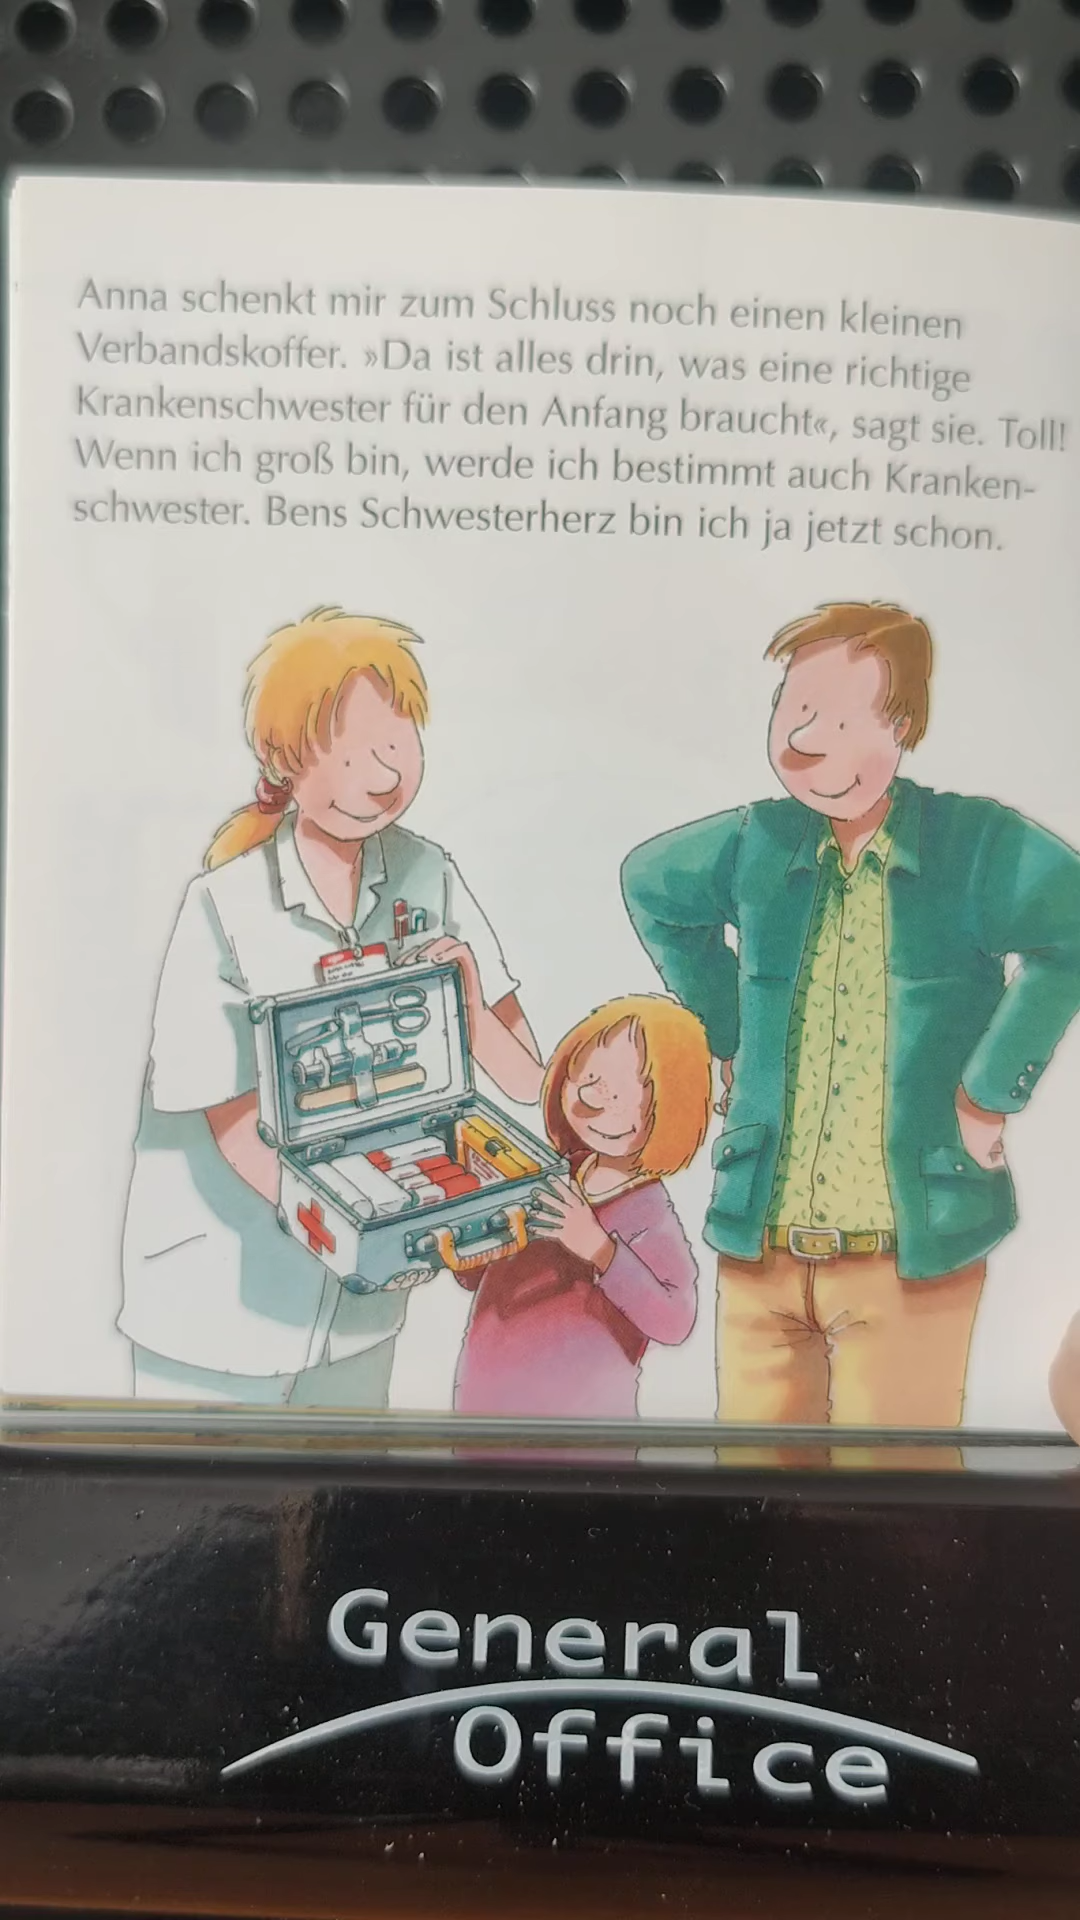 Anna schenkt mir zum Schluss noch einen kleinen
Verbandskoffer. »Da ist alles drin, was eine richtige
Krankenschwester für den Anfang braucht«, sagt sie. Toll!
Wenn ich groß bin, werde ich bestimmt auch Kranken-
schwester. Bens Schwesterherz bin ich ja jetzt schon.
General
Office